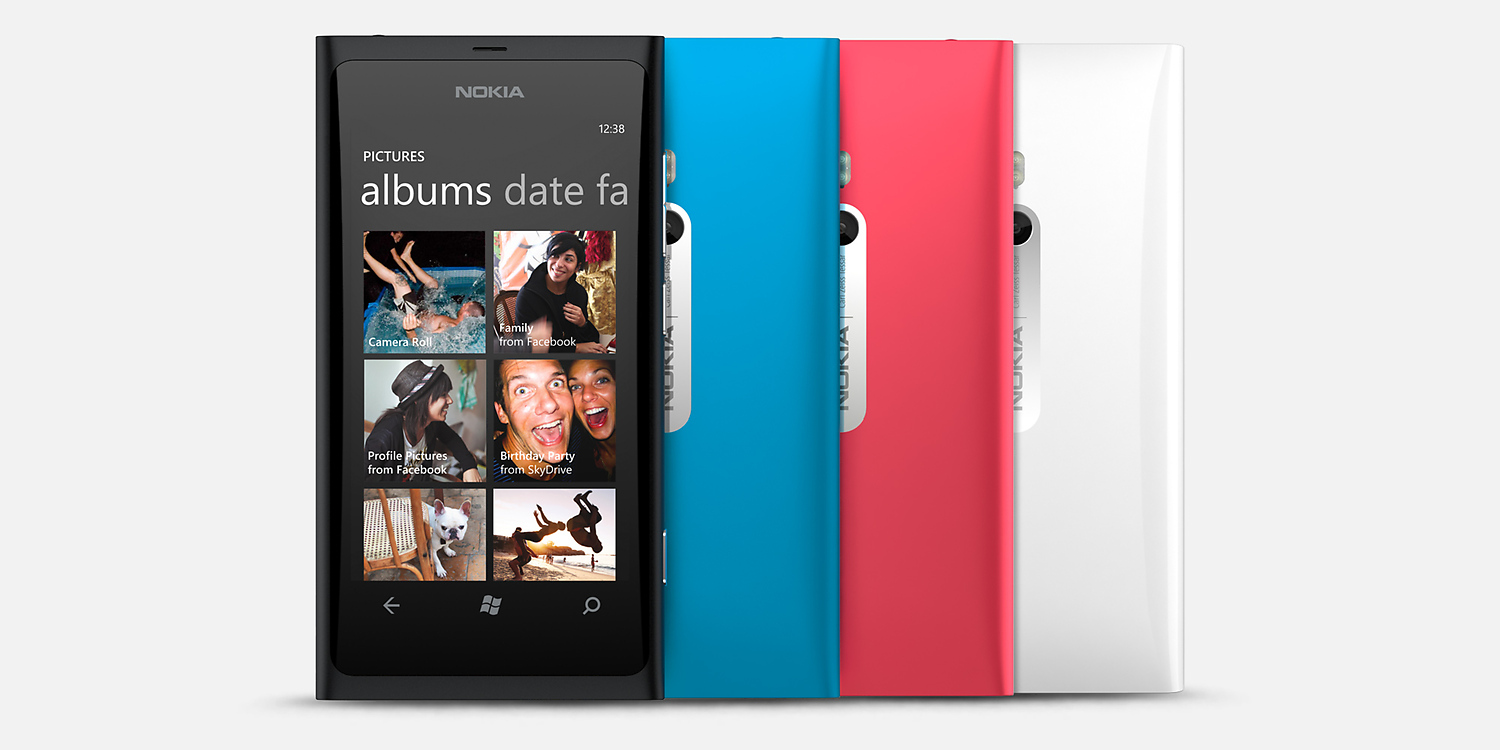 NOKIA
12:38
PICTURES
albums date fa
Camera Roll
Family
from Facebook
Profile Pictures
from Facebook
Birthday Party
from SkyDrive
NOKIA
NOKIA
NOKIA